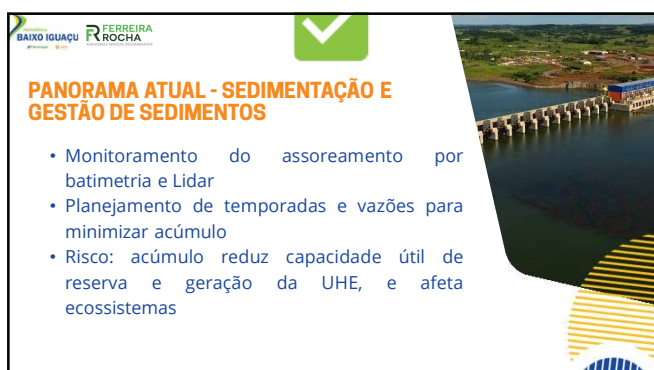 BAIXO IGUAÇU
FERREIRA
ROCHA
PANORAMA ATUAL - SEDIMENTAÇÃO E
GESTÃO DE SEDIMENTOS
• Monitoramento do assoreamento por
batimetria e Lidar
• Planejamento de temporadas e vazões para
minimizar acúmulo
• Risco: acúmulo reduz capacidade útil de
reserva e geração da UHE, e afeta
ecossistemas